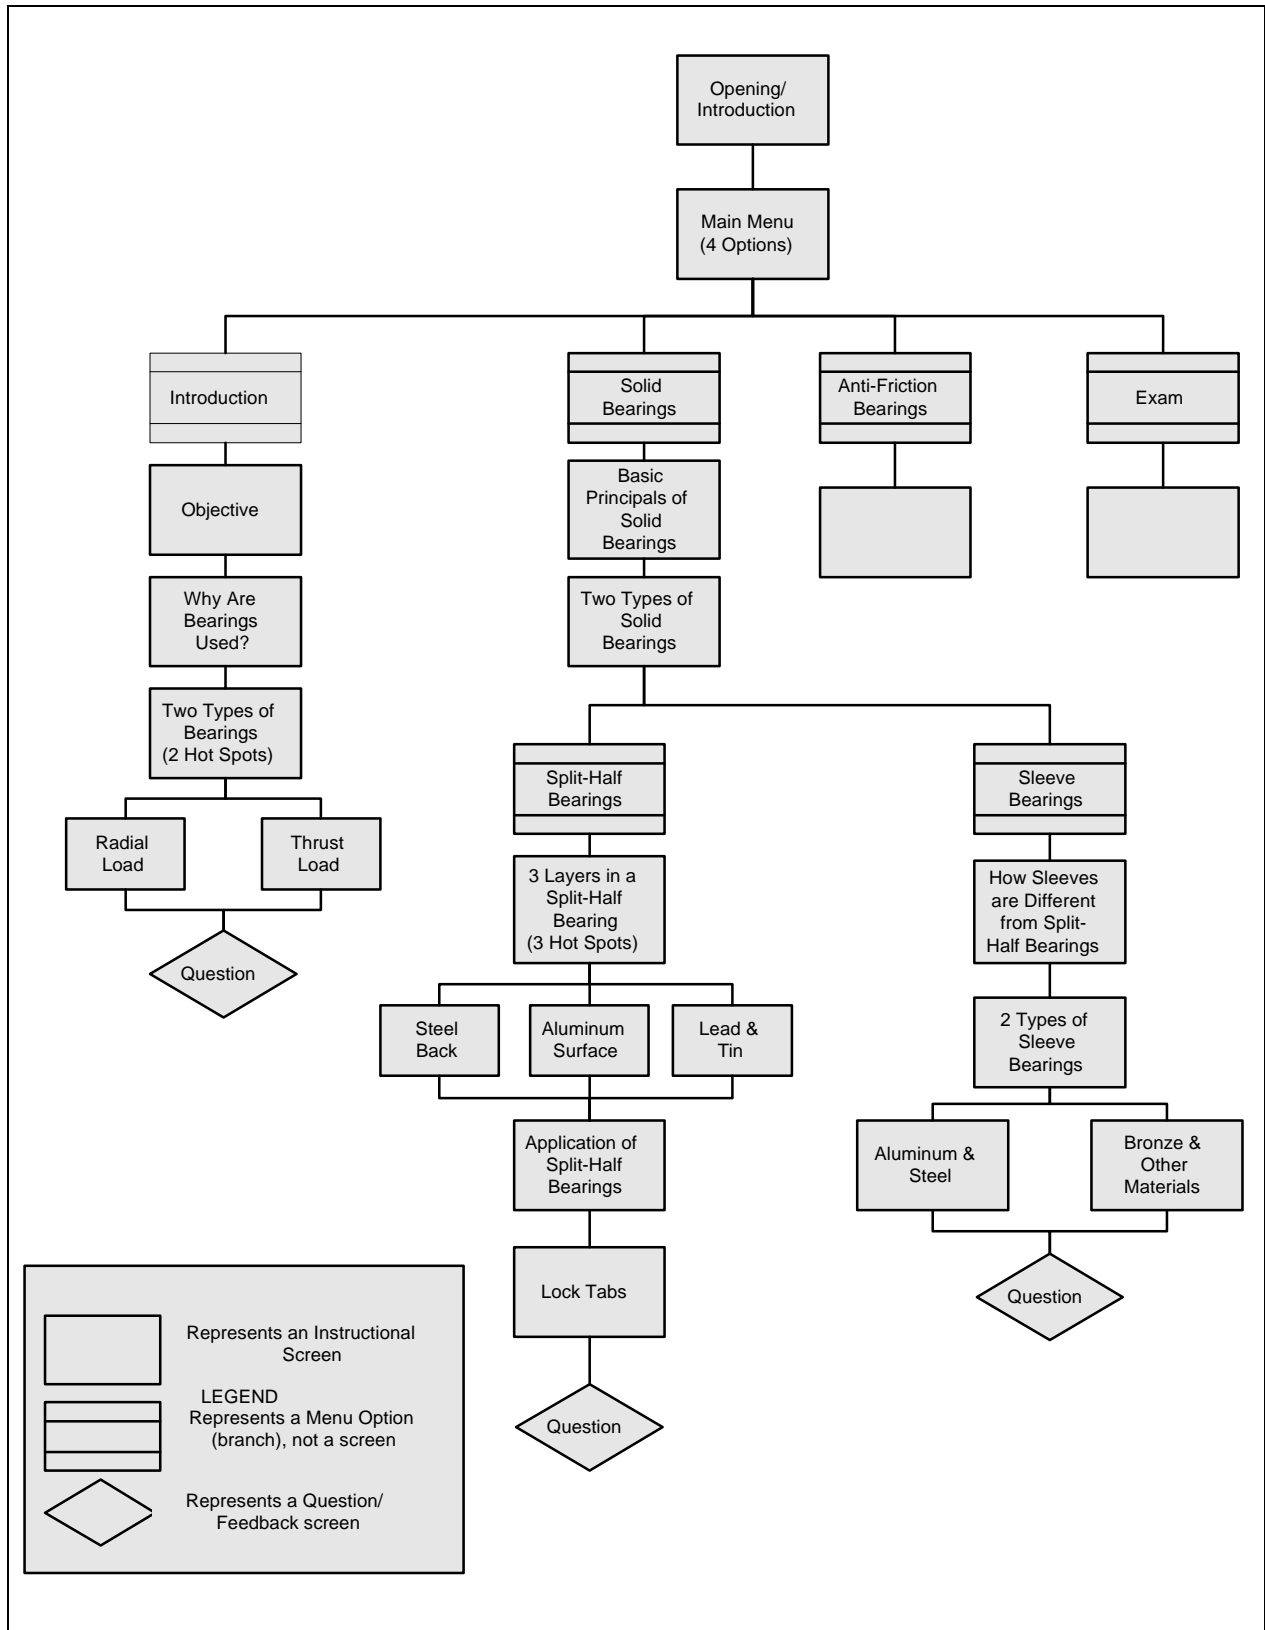 Opening/
Introduction
Main Menu
(4 Options)
Introduction
Solid
Bearings
Anti-Friction
Bearings
Exam
Objective
Basic
Principals of
Solid
Bearings
Why Are
Bearings
Used?
Two Types of
Solid
Bearings
Two Types of
Bearings
(2 Hot Spots)
Radial
Load
Thrust
Load
Question
Split-Half
Bearings
Sleeve
Bearings
3 Layers in a
Split-Half
Bearing
(3 Hot Spots)
How Sleeves
are Different
from Split-
Half Bearings
Steel
Back
Aluminum
Surface
Lead &
Tin
2 Types of
Sleeve
Bearings
Application of
Split-Half
Bearings
Aluminum &
Steel
Bronze &
Other
Materials
Lock Tabs
Question
Question
Represents an Instructional
Screen
LEGEND
Represents a Menu Option
(branch), not a screen
Represents a Question/
Feedback screen